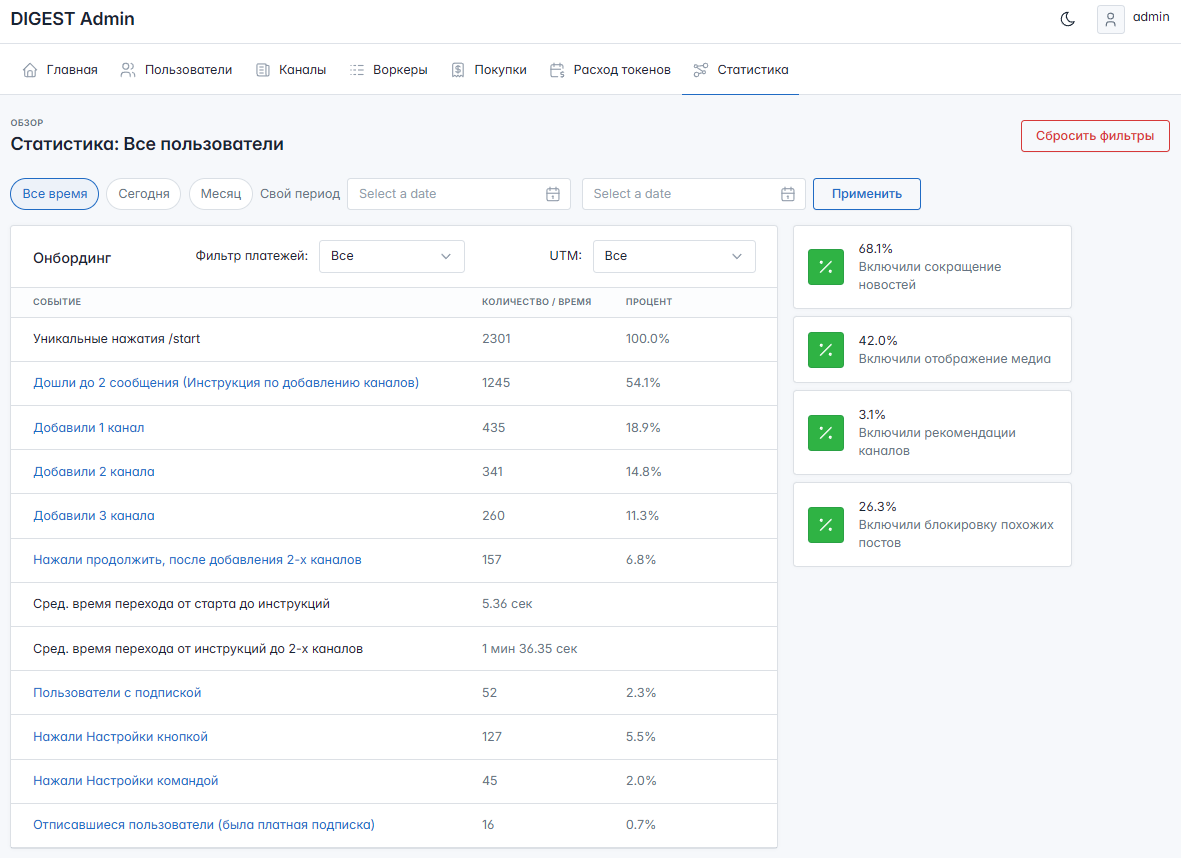 DIGEST Admin
admin
Главная Пользователи Каналы Воркеры Покупки Расход токенов Статистика
ОБЗОР
Статистика: Все пользователи
Сбросить фильтры
Все время Сегодня Месяц Свой период Select a date Select a date Применить
Онбординг Фильтр платежей: Все UTM: Все
СОБЫТИЕ КОЛИЧЕСТВО / ВРЕМЯ ПРОЦЕНТ
Уникальные нажатия /start 2301 100.0%
Дошли до 2 сообщения (Инструкция по добавлению каналов) 1245 54.1%
Добавили 1 канал 435 18.9%
Добавили 2 канала 341 14.8%
Добавили 3 канала 260 11.3%
Нажали продолжить, после добавления 2-х каналов 157 6.8%
Сред. время перехода от старта до инструкций 5.36 сек
Сред. время перехода от инструкций до 2-х каналов 1 мин 36.35 сек
Пользователи с подпиской 52 2.3%
Нажали Настройки кнопкой 127 5.5%
Нажали Настройки командой 45 2.0%
Отписавшиеся пользователи (была платная подписка) 16 0.7%
68.1%
Включили сокращение
новостей
42.0%
Включили отображение медиа
3.1%
Включили рекомендации
каналов
26.3%
Включили блокировку похожих
постов